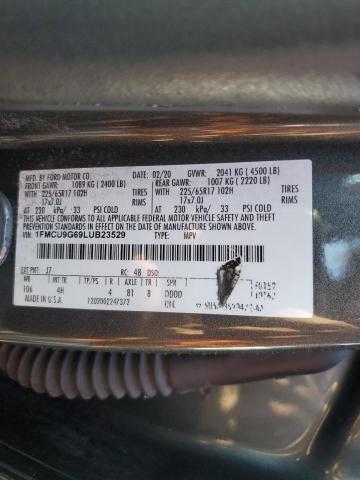 MFD. BY FORD MOTOR CO. 02/20 GVWR: 2041 KG ( 4500 LB)
FRONT GAWR: 1089 KG ( 2400 LB) REAR GAWR: 1007 KG ( 2220 LB)
WITH 225/65R17 102H TIRES WITH 225/65R17 102H TIRES
17x7.0J RIMS 17x7.0J RIMS
AT 230 kPa/ 33 PSI COLD AT 230 kPa/ 33 PSI COLD
THIS VEHICLE CONFORMS TO ALL APPLICABLE FEDERAL MOTOR VEHICLE SAFETY AND THEFT
PREVENTION STANDARDS IN EFFECT ON THE DATE OF MANUFACTURE SHOWN ABOVE.
VIN: 1FMCU9G69LUB23529 TYPE: MPV
EXT PNT: J7 RC: 48 DSO:
WB TP/PS R AXLE TR SPR
106 4H 4 81 8 DDDD
MADE IN U.S.A. 12020022473 UTC